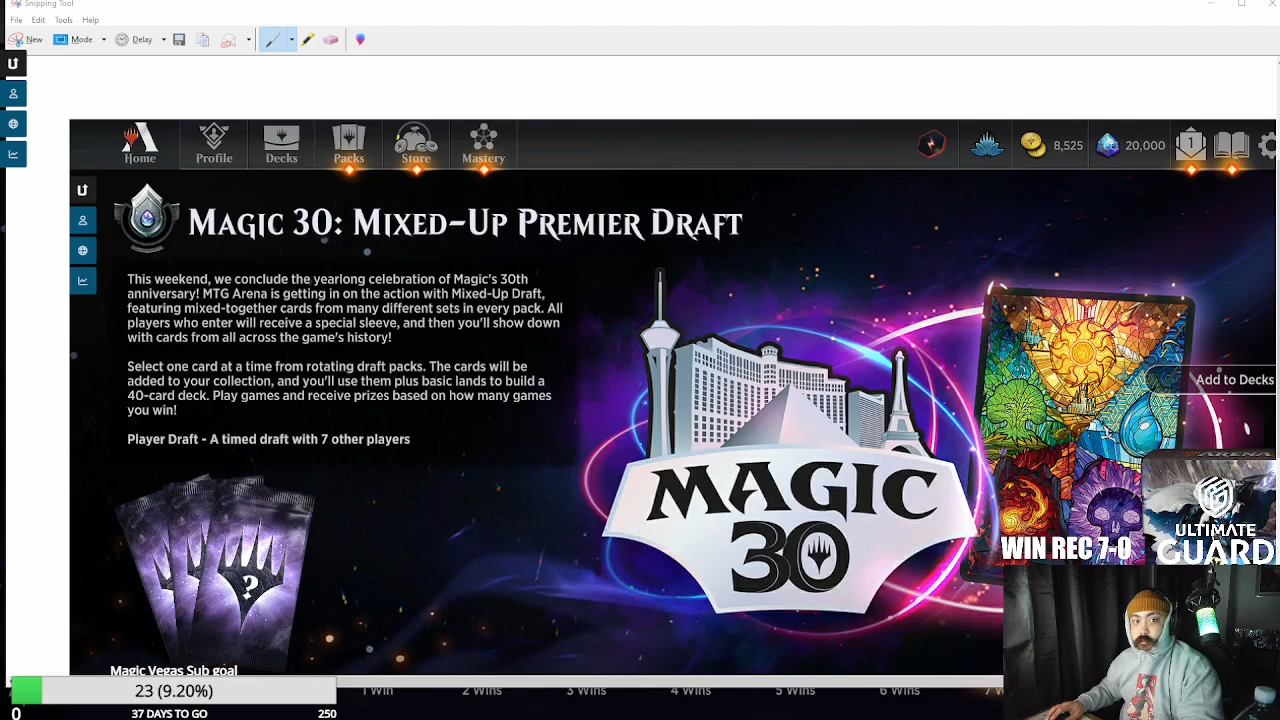 Snipping Tool
File Edit Tools Help
New Mode Delay
Home Profile Decks Packs Store Mastery
8,525 20,000 1
MAGIC 30: MIXED-UP PREMIER DRAFT
This weekend, we conclude the yearlong celebration of Magic's 30th
anniversary! MTG Arena is getting in on the action with Mixed-Up Draft,
featuring mixed-together cards from many different sets in every pack. All
players who enter will receive a special sleeve, and then you'll show down
with cards from all across the game's history!
Select one card at a time from rotating draft packs. The cards will be
added to your collection, and you'll use them plus basic lands to build a
40-card deck. Play games and receive prizes based on how many games
you win!
Player Draft - A timed draft with 7 other players
Add to Decks
MAGIC
30
?
ARENA
WIN REC 7-0
ULTIMATE
GUARD
Magic Vegas Sub goal
23 (9.20%)
0 37 DAYS TO GO 250
1 Win 2 Wins 3 Wins 4 Wins 5 Wins 6 Wins 7